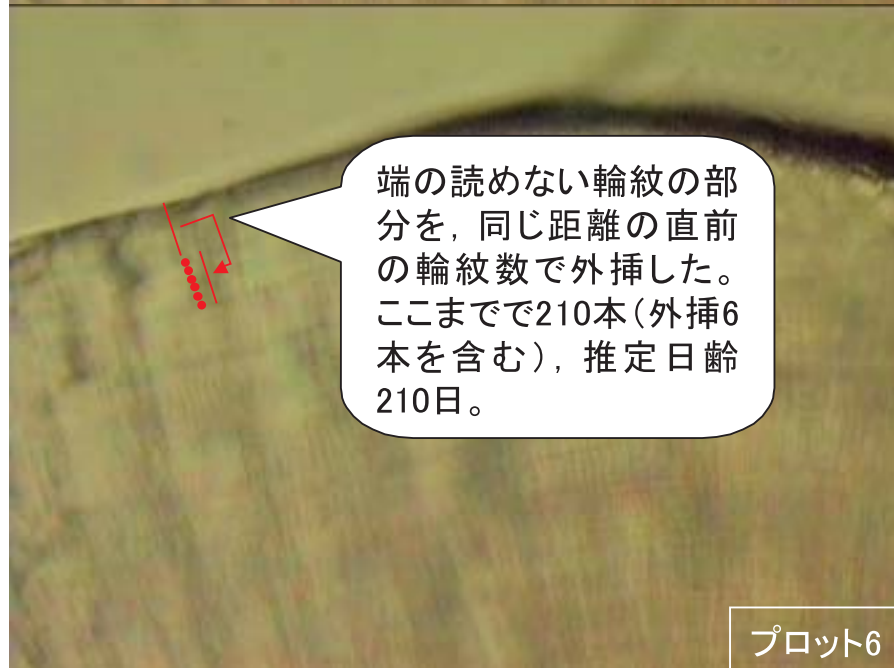 端の読めない輪紋の部
分を，同じ距離の直前
の輪紋数で外挿した。
ここまでで210本（外挿6
本を含む），推定日齢
210日。
プロット6